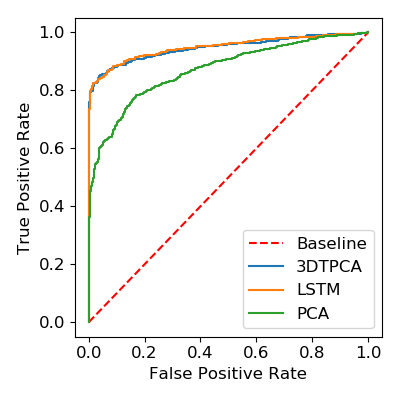 1.0
0.8
0.6
0.4
0.2
0.0
True Positive Rate
Baseline
3DTPCA
LSTM
PCA
0.0 0.2 0.4 0.6 0.8 1.0
False Positive Rate